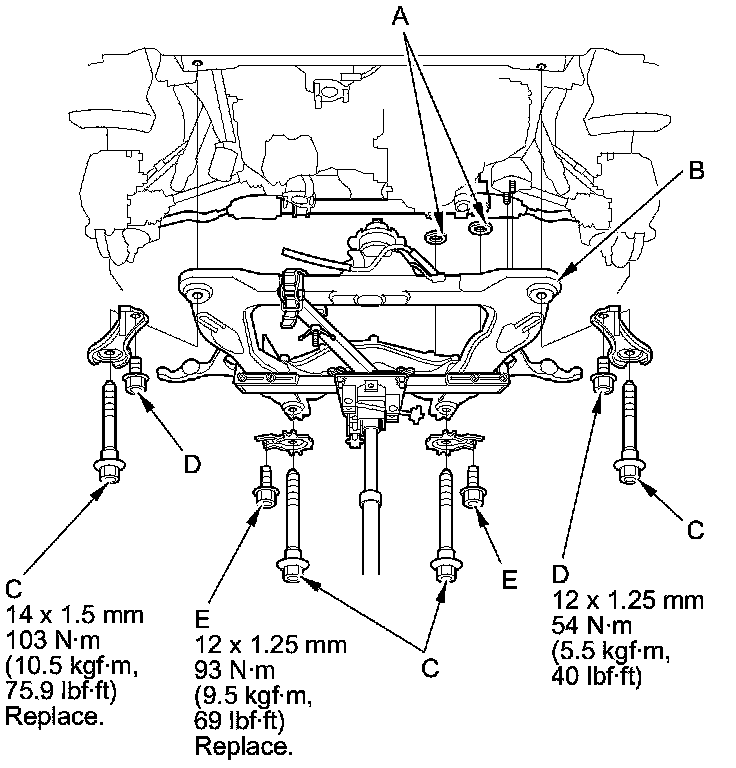 A
B
D
C
E
C
C
14 x 1.5 mm
103 N·m
(10.5 kgf·m,
75.9 lbf·ft)
Replace.
E
12 x 1.25 mm
93 N·m
(9.5 kgf·m,
69 lbf·ft)
Replace.
D
12 x 1.25 mm
54 N·m
(5.5 kgf·m,
40 lbf·ft)